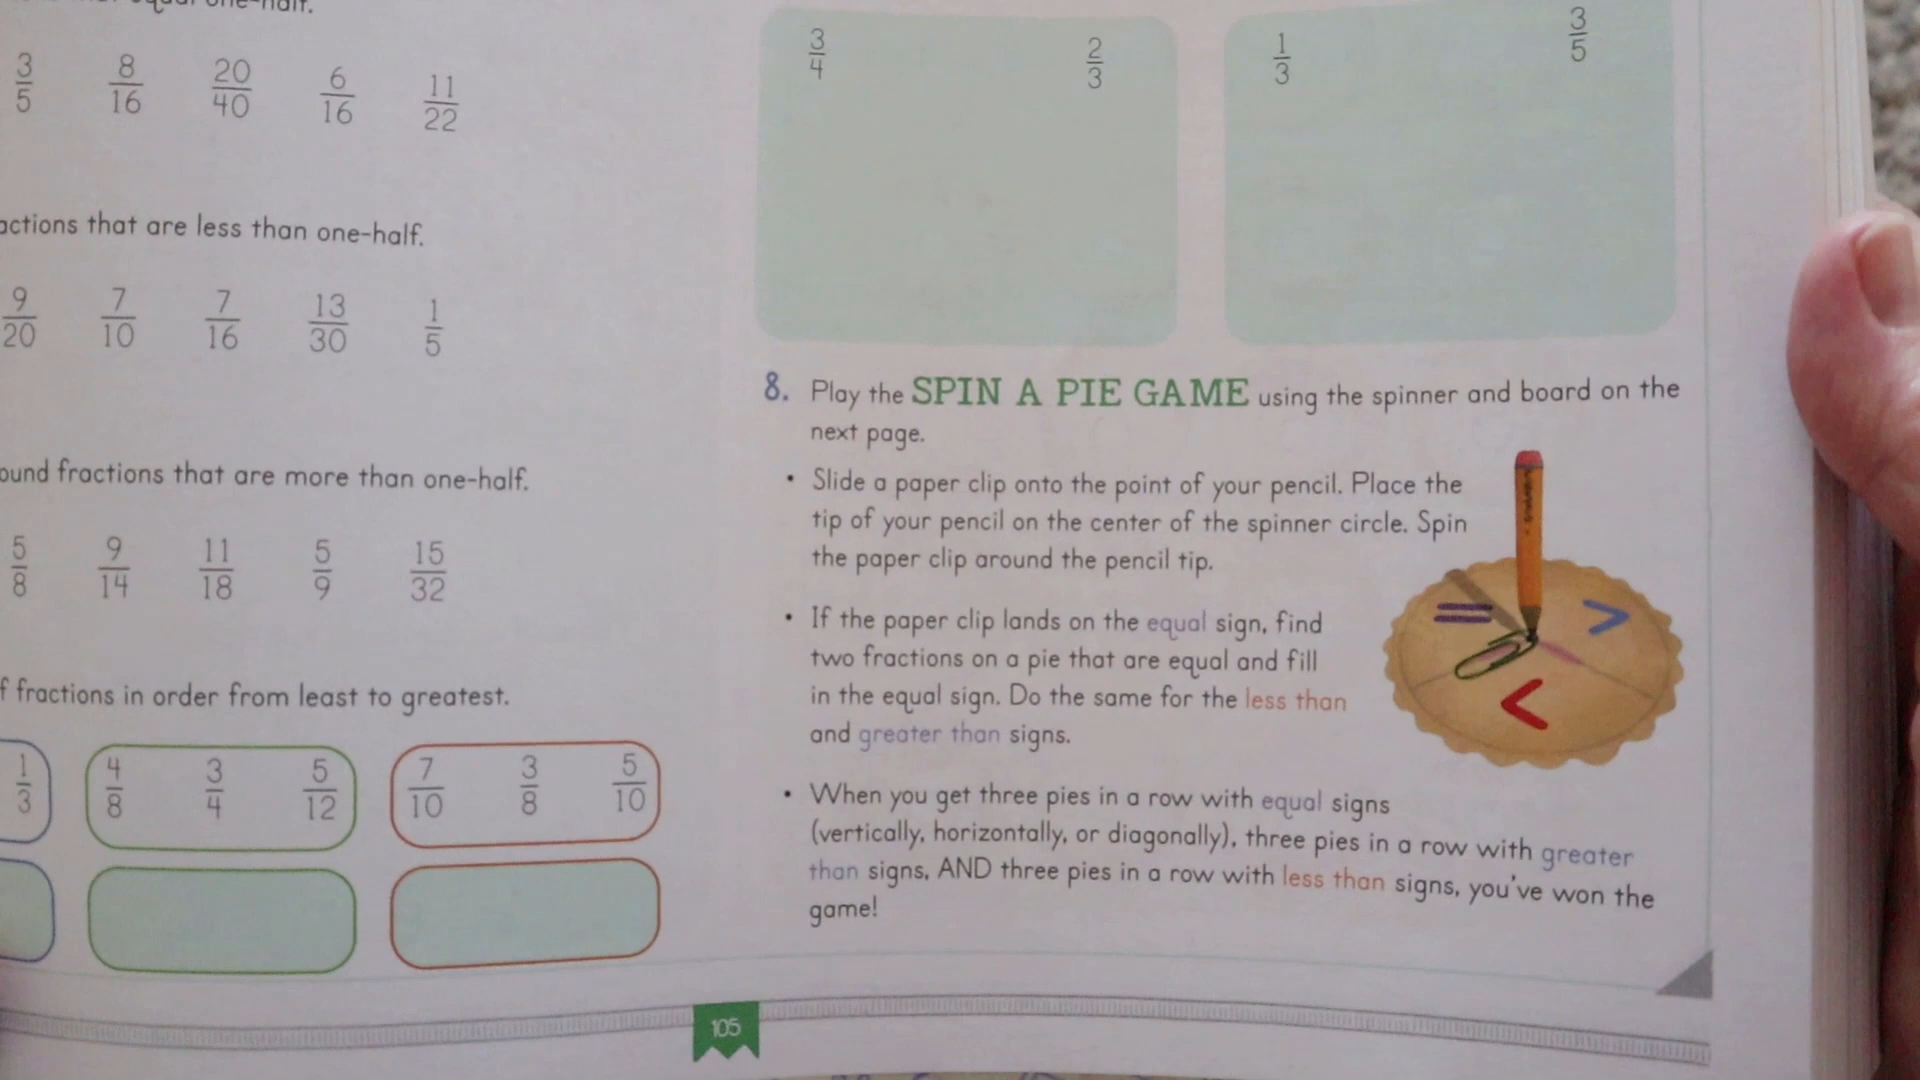 equal one-half.
3/5 8/16 20/40 6/16 11/22
that are less than one-half.
9/20 7/10 7/16 13/30 1/5
fractions that are more than one-half.
5/8 9/14 11/18 5/9 15/32
fractions in order from least to greatest.
1/3 4/8 3/4 5/12 7/10 3/8 5/10
3/4 2/3 1/3 3/5
8. Play the SPIN A PIE GAME using the spinner and board on the
next page.
• Slide a paper clip onto the point of your pencil. Place the
tip of your pencil on the center of the spinner circle. Spin
the paper clip around the pencil tip.
• If the paper clip lands on the equal sign, find
two fractions on a pie that are equal and fill
in the equal sign. Do the same for the less than
and greater than signs.
= >
<
• When you get three pies in a row with equal signs
(vertically, horizontally, or diagonally), three pies in a row with greater
than signs, AND three pies in a row with less than signs, you've won the
game!
105